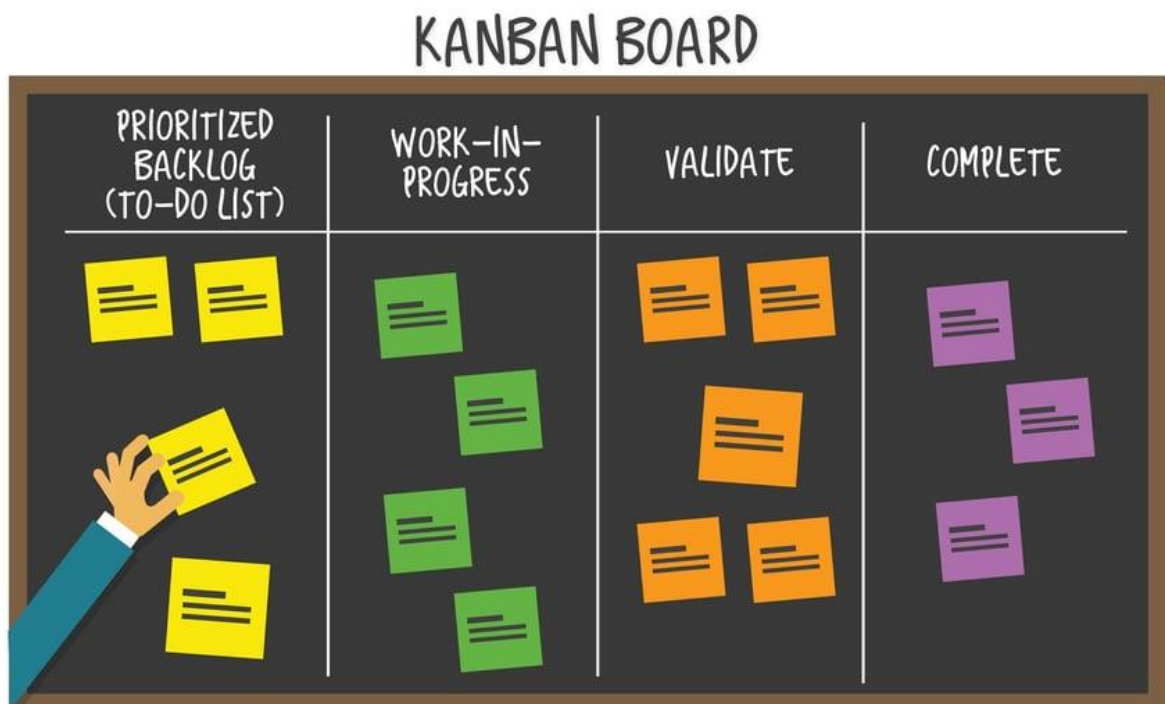 KANBAN BOARD
PRIORITIZED
BACKLOG
(TO-DO LIST)
WORK-IN-
PROGRESS
VALIDATE
COMPLETE